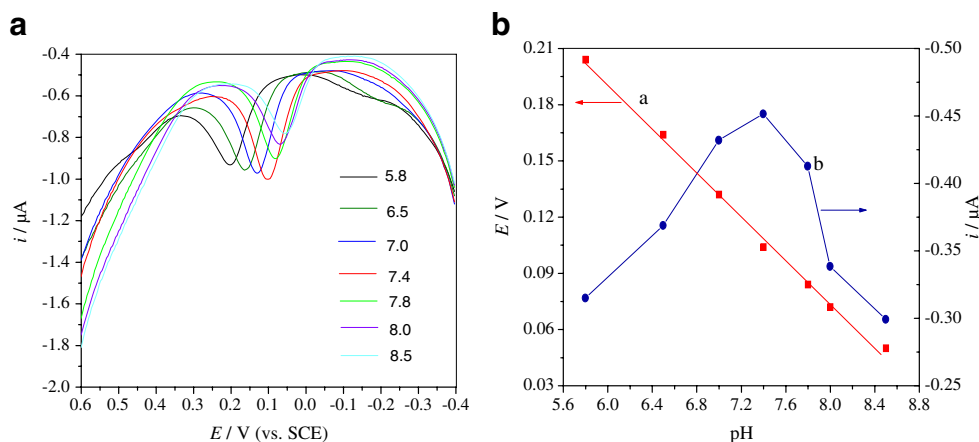 a
-0.4
-0.6
-0.8
-1.0
-1.2
-1.4
-1.6
-1.8
-2.0
i / μA
5.8
6.5
7.0
7.4
7.8
8.0
8.5
0.6 0.5 0.4 0.3 0.2 0.1 0.0 -0.1 -0.2 -0.3 -0.4
E / V (vs. SCE)
b
0.21
0.18
0.15
0.12
0.09
0.06
0.03
E / V
a
b
-0.50
-0.45
-0.40
-0.35
-0.30
-0.25
i / μA
5.6 6.0 6.4 6.8 7.2 7.6 8.0 8.4 8.8
pH